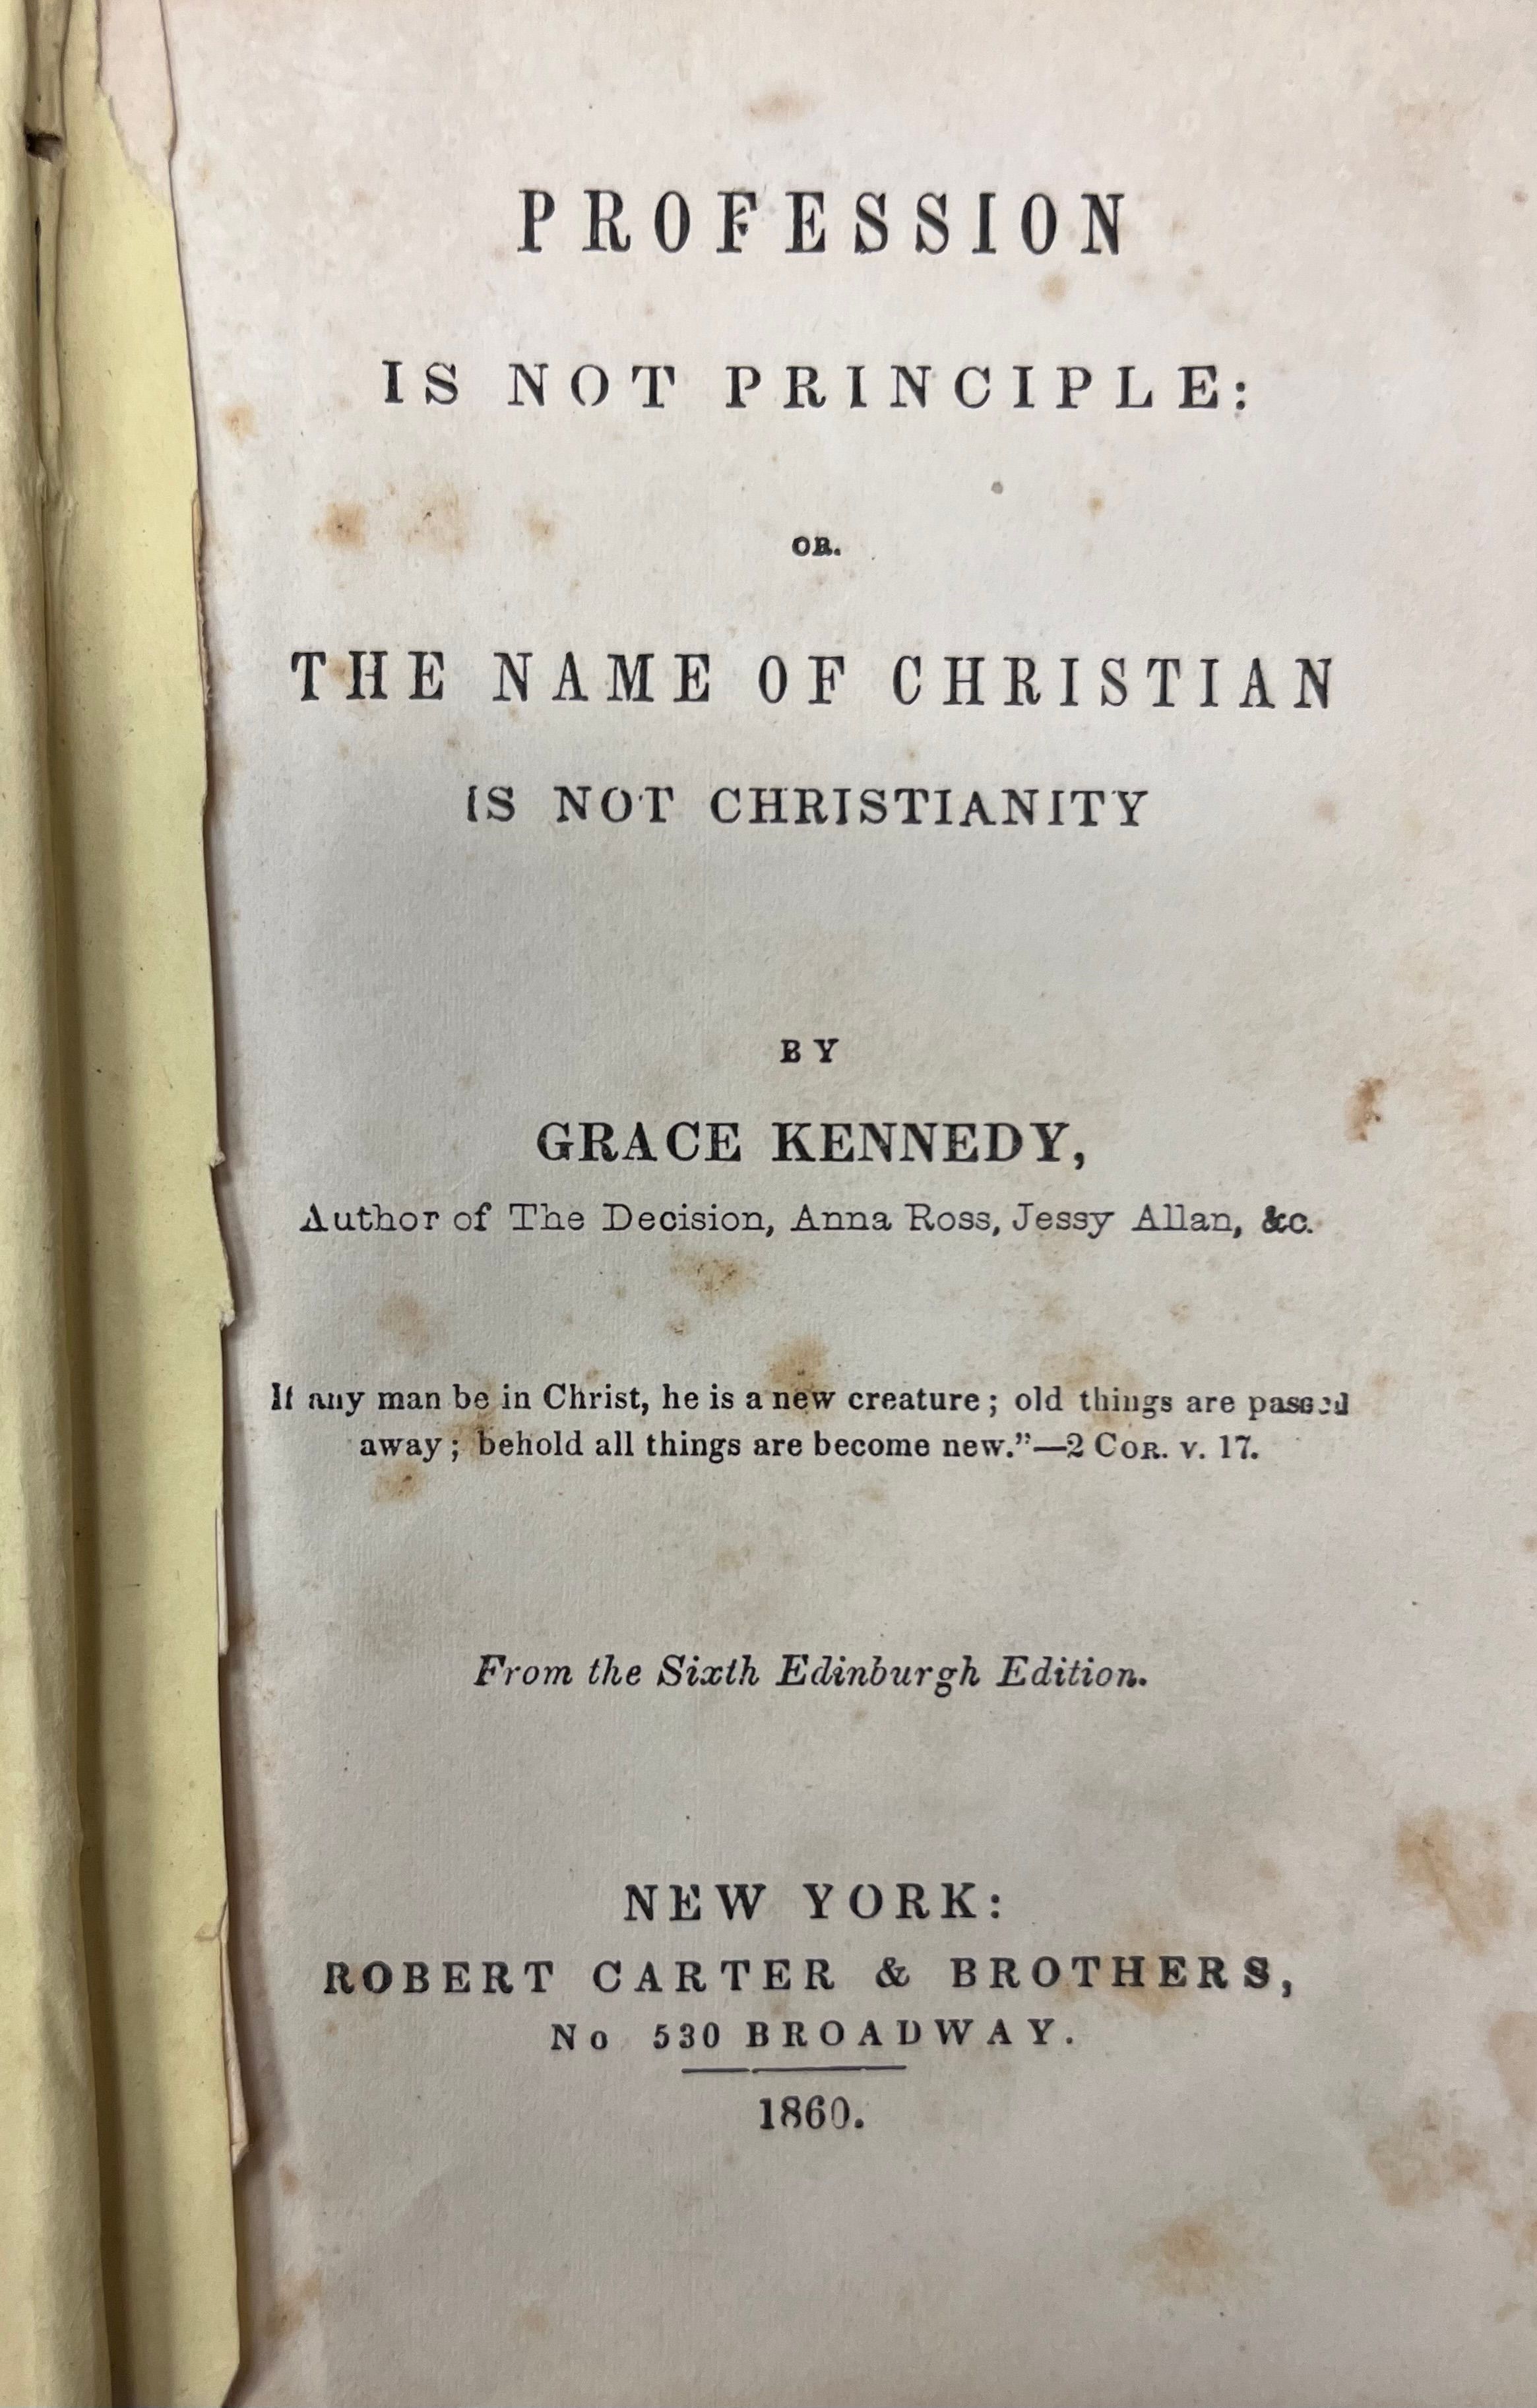 PROFESSION
IS NOT PRINCIPLE:
OR.
THE NAME OF CHRISTIAN
IS NOT CHRISTIANITY
BY
GRACE KENNEDY,
Author of The Decision, Anna Ross, Jessy Allan, &c.
If any man be in Christ, he is a new creature; old things are passed
away; behold all things are become new."—2 COR. V. 17.
From the Sixth Edinburgh Edition.
NEW YORK:
ROBERT CARTER & BROTHERS,
No 530 BROADWAY.
1860.